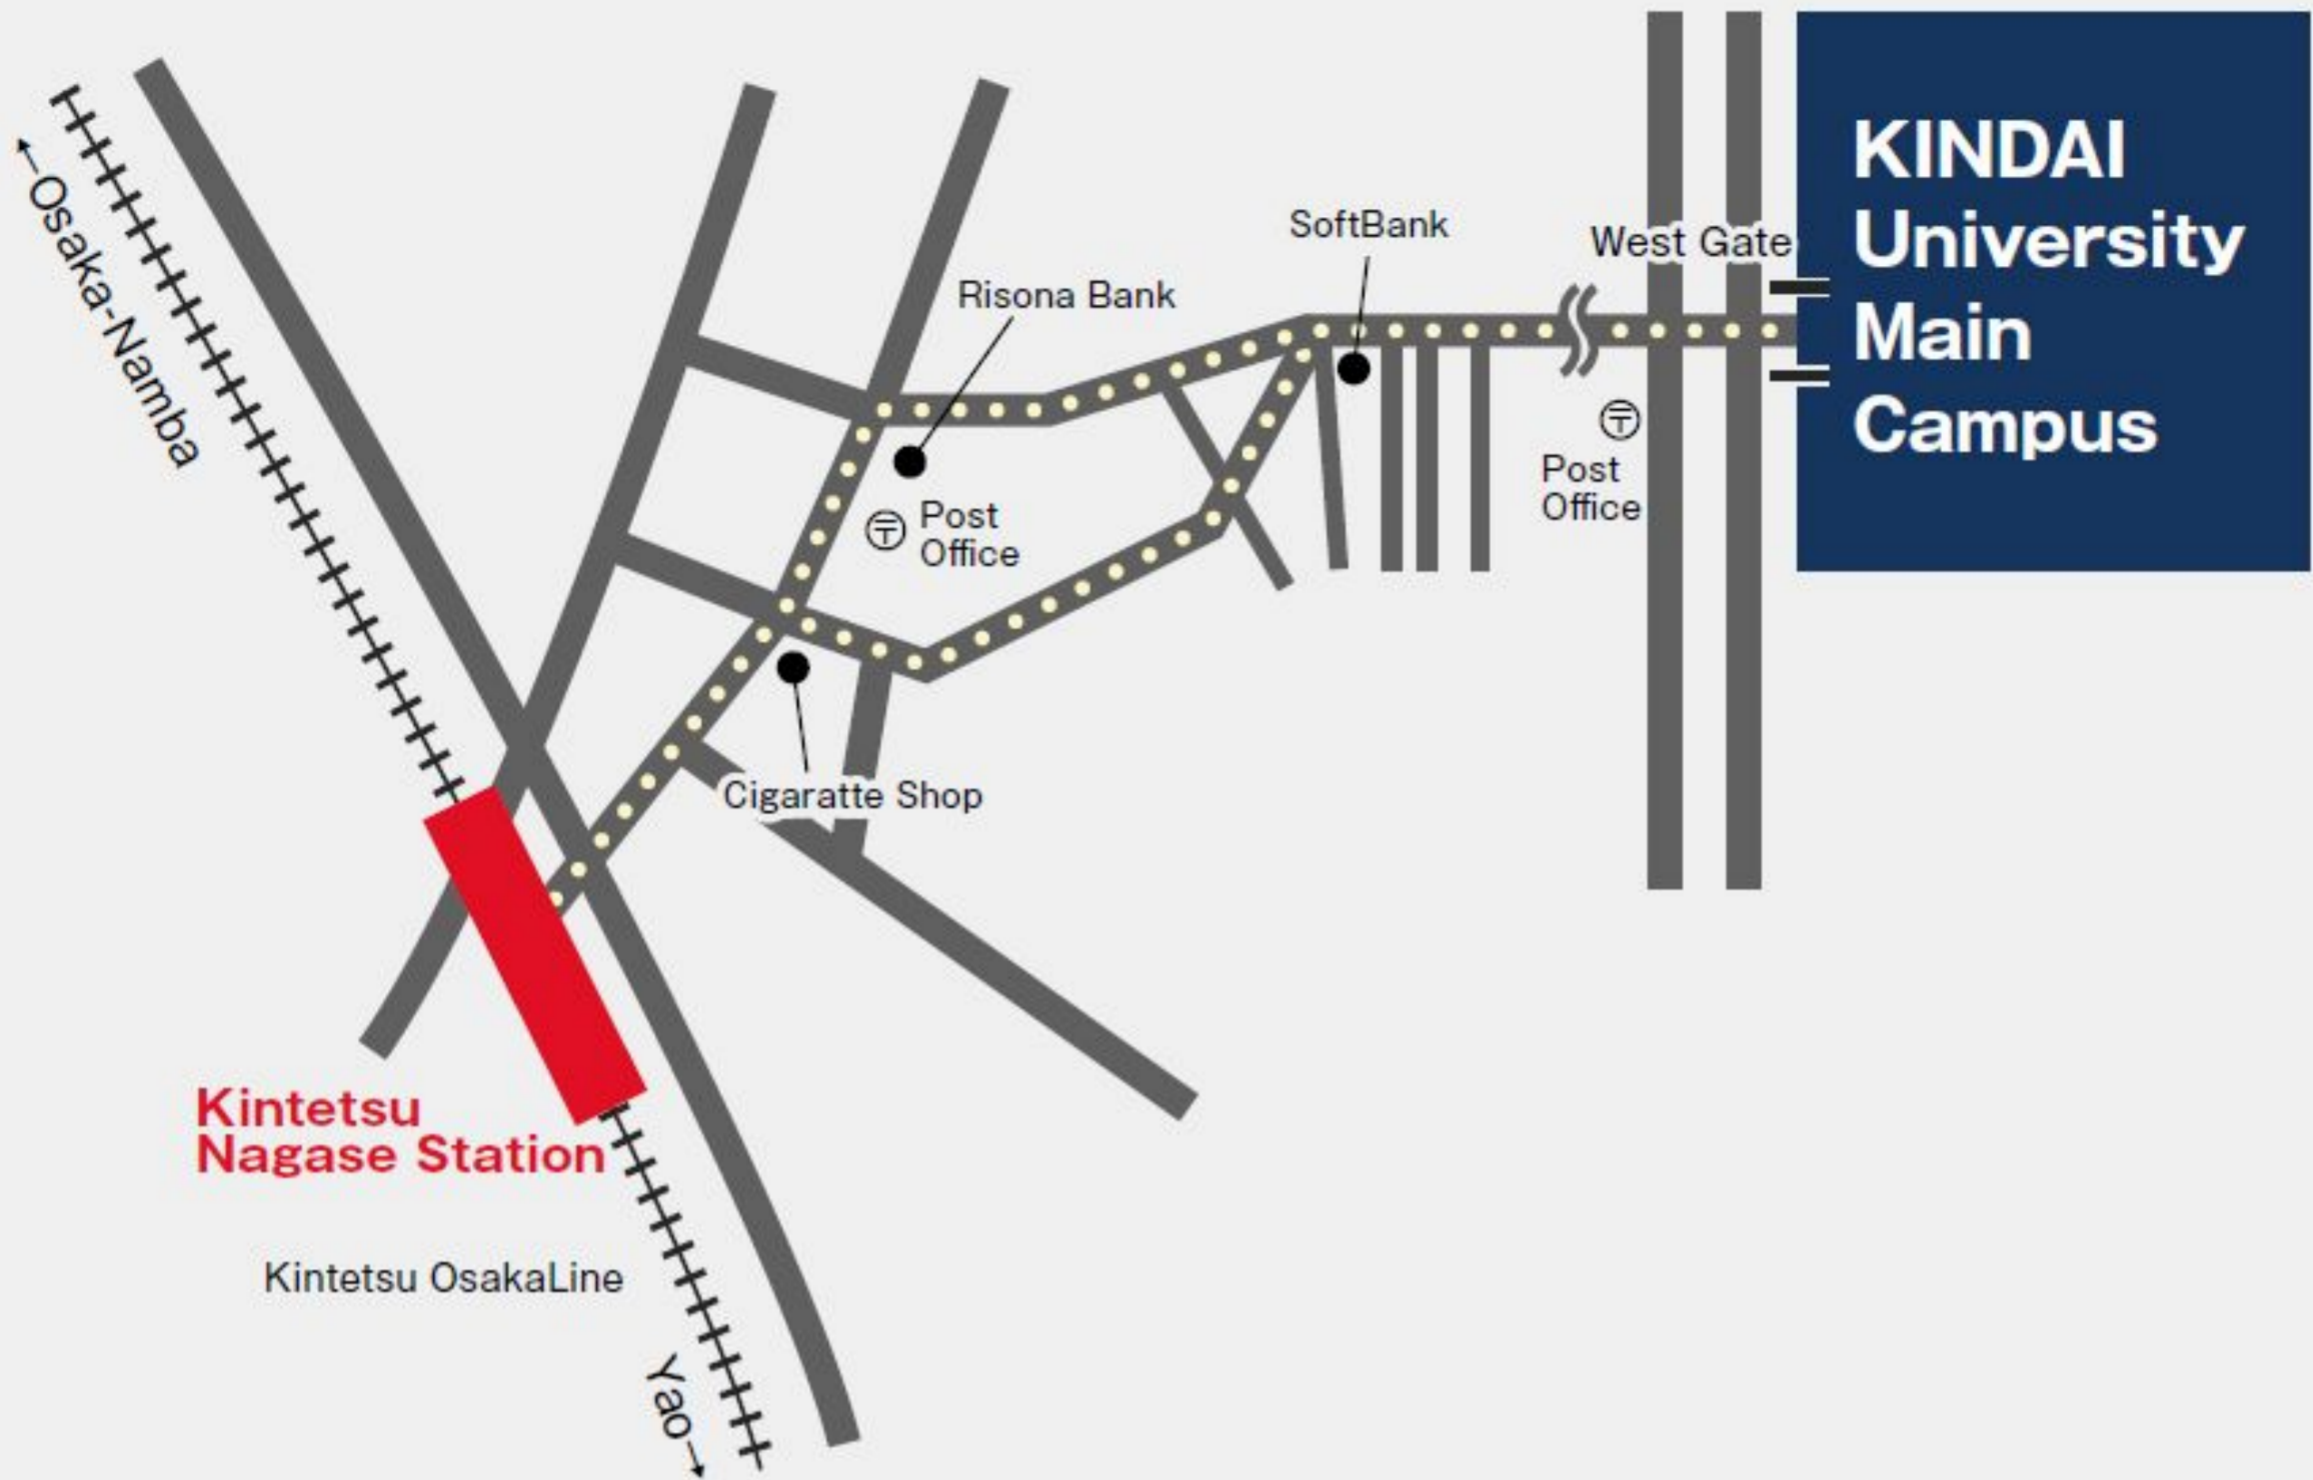 ←Osaka-Namba
Risona Bank
SoftBank
West Gate
KINDAI
University
Main
Campus
〒 Post
Office
〒
Post
Office
Cigaratte Shop
Kintetsu
Nagase Station
Kintetsu OsakaLine
Yao→